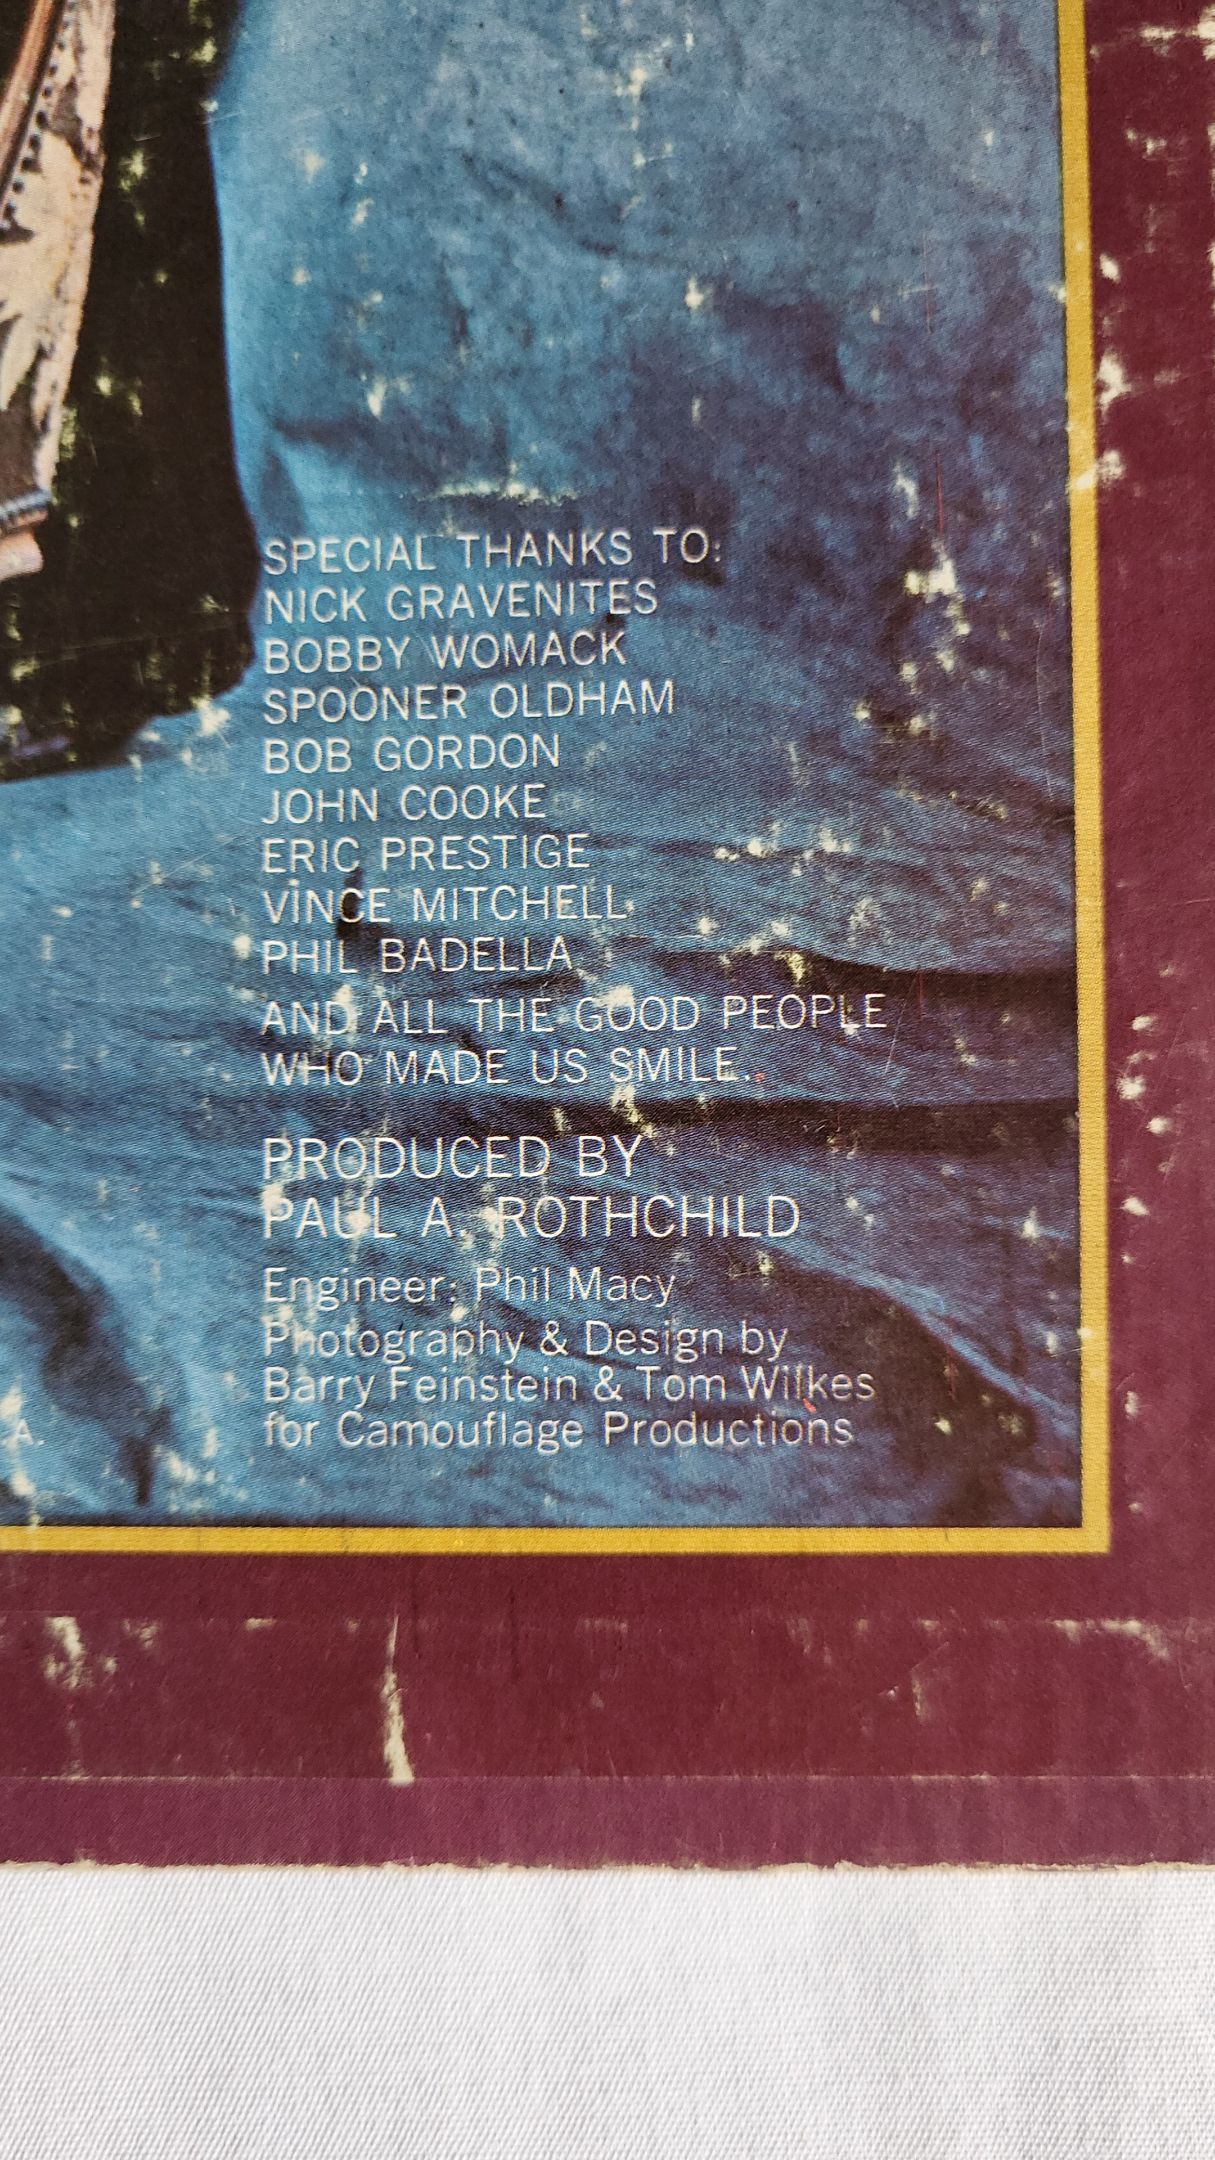 SPECIAL THANKS TO:
NICK GRAVENITES
BOBBY WOMACK
SPOONER OLDHAM
BOB GORDON
JOHN COOKE
ERIC PRESTIGE
VINCE MITCHELL
PHIL BADELLA
AND ALL THE GOOD PEOPLE
WHO MADE US SMILE.
PRODUCED BY
PAUL A. ROTHCHILD
Engineer: Phil Macy
Photography & Design by
Barry Feinstein & Tom Wilkes
for Camouflage Productions
A.